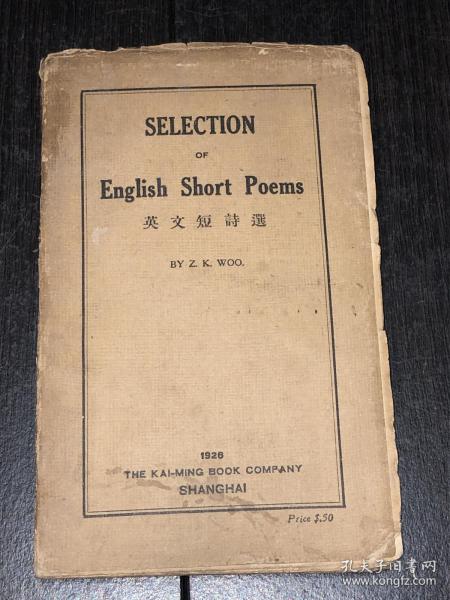 SELECTION
OF
English Short Poems
英文短詩選
BY Z. K. WOO.
1926
THE KAI-MING BOOK COMPANY
SHANGHAI
Price $.50
孔夫子旧书网
www.kongfz.com